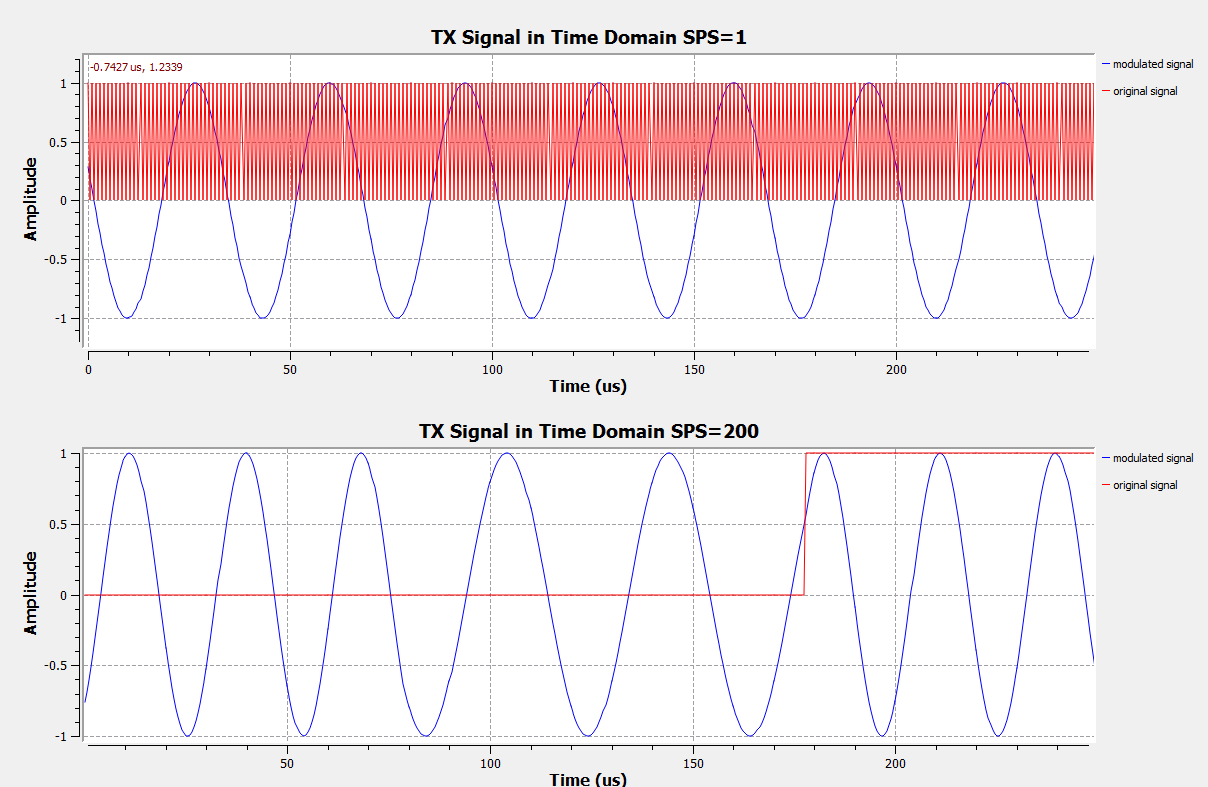 TX Signal in Time Domain SPS=1
-0.7427 us, 1.2339
modulated signal
original signal
1
0.5
0
-0.5
-1
Amplitude
0 50 100 150 200
Time (us)
TX Signal in Time Domain SPS=200
modulated signal
original signal
1
0.5
0
-0.5
-1
Amplitude
50 100 150 200
Time (us)